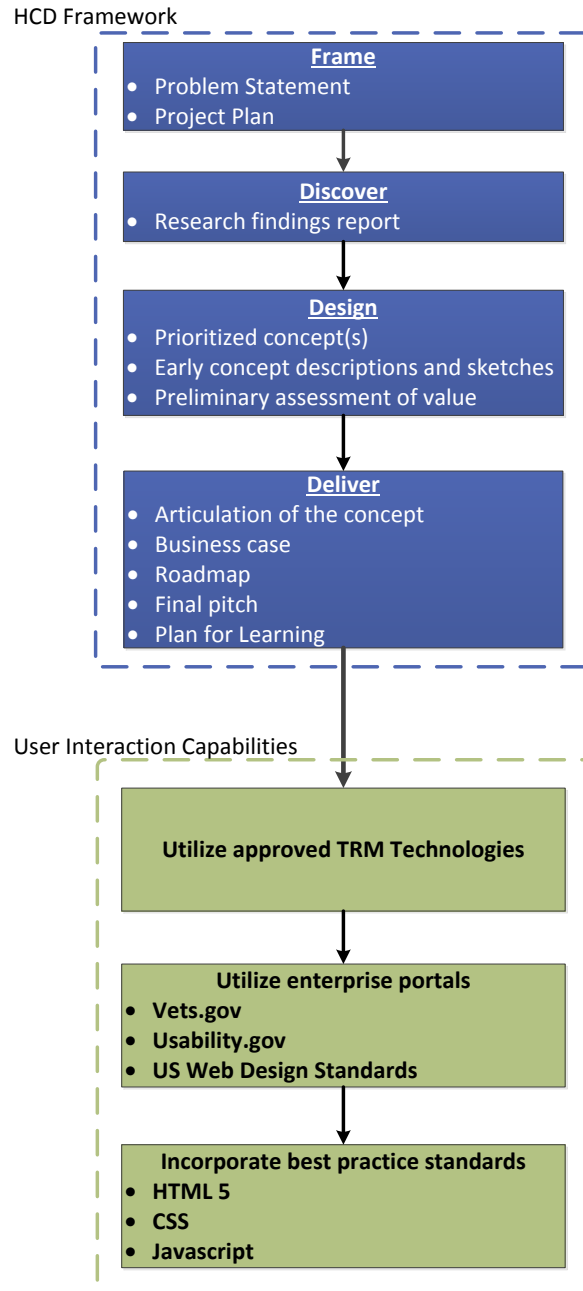 HCD Framework
Frame
• Problem Statement
• Project Plan
Discover
• Research findings report
Design
• Prioritized concept(s)
• Early concept descriptions and sketches
• Preliminary assessment of value
Deliver
• Articulation of the concept
• Business case
• Roadmap
• Final pitch
• Plan for Learning
User Interaction Capabilities
Utilize approved TRM Technologies
Utilize enterprise portals
• Vets.gov
• Usability.gov
• US Web Design Standards
Incorporate best practice standards
• HTML 5
• CSS
• Javascript